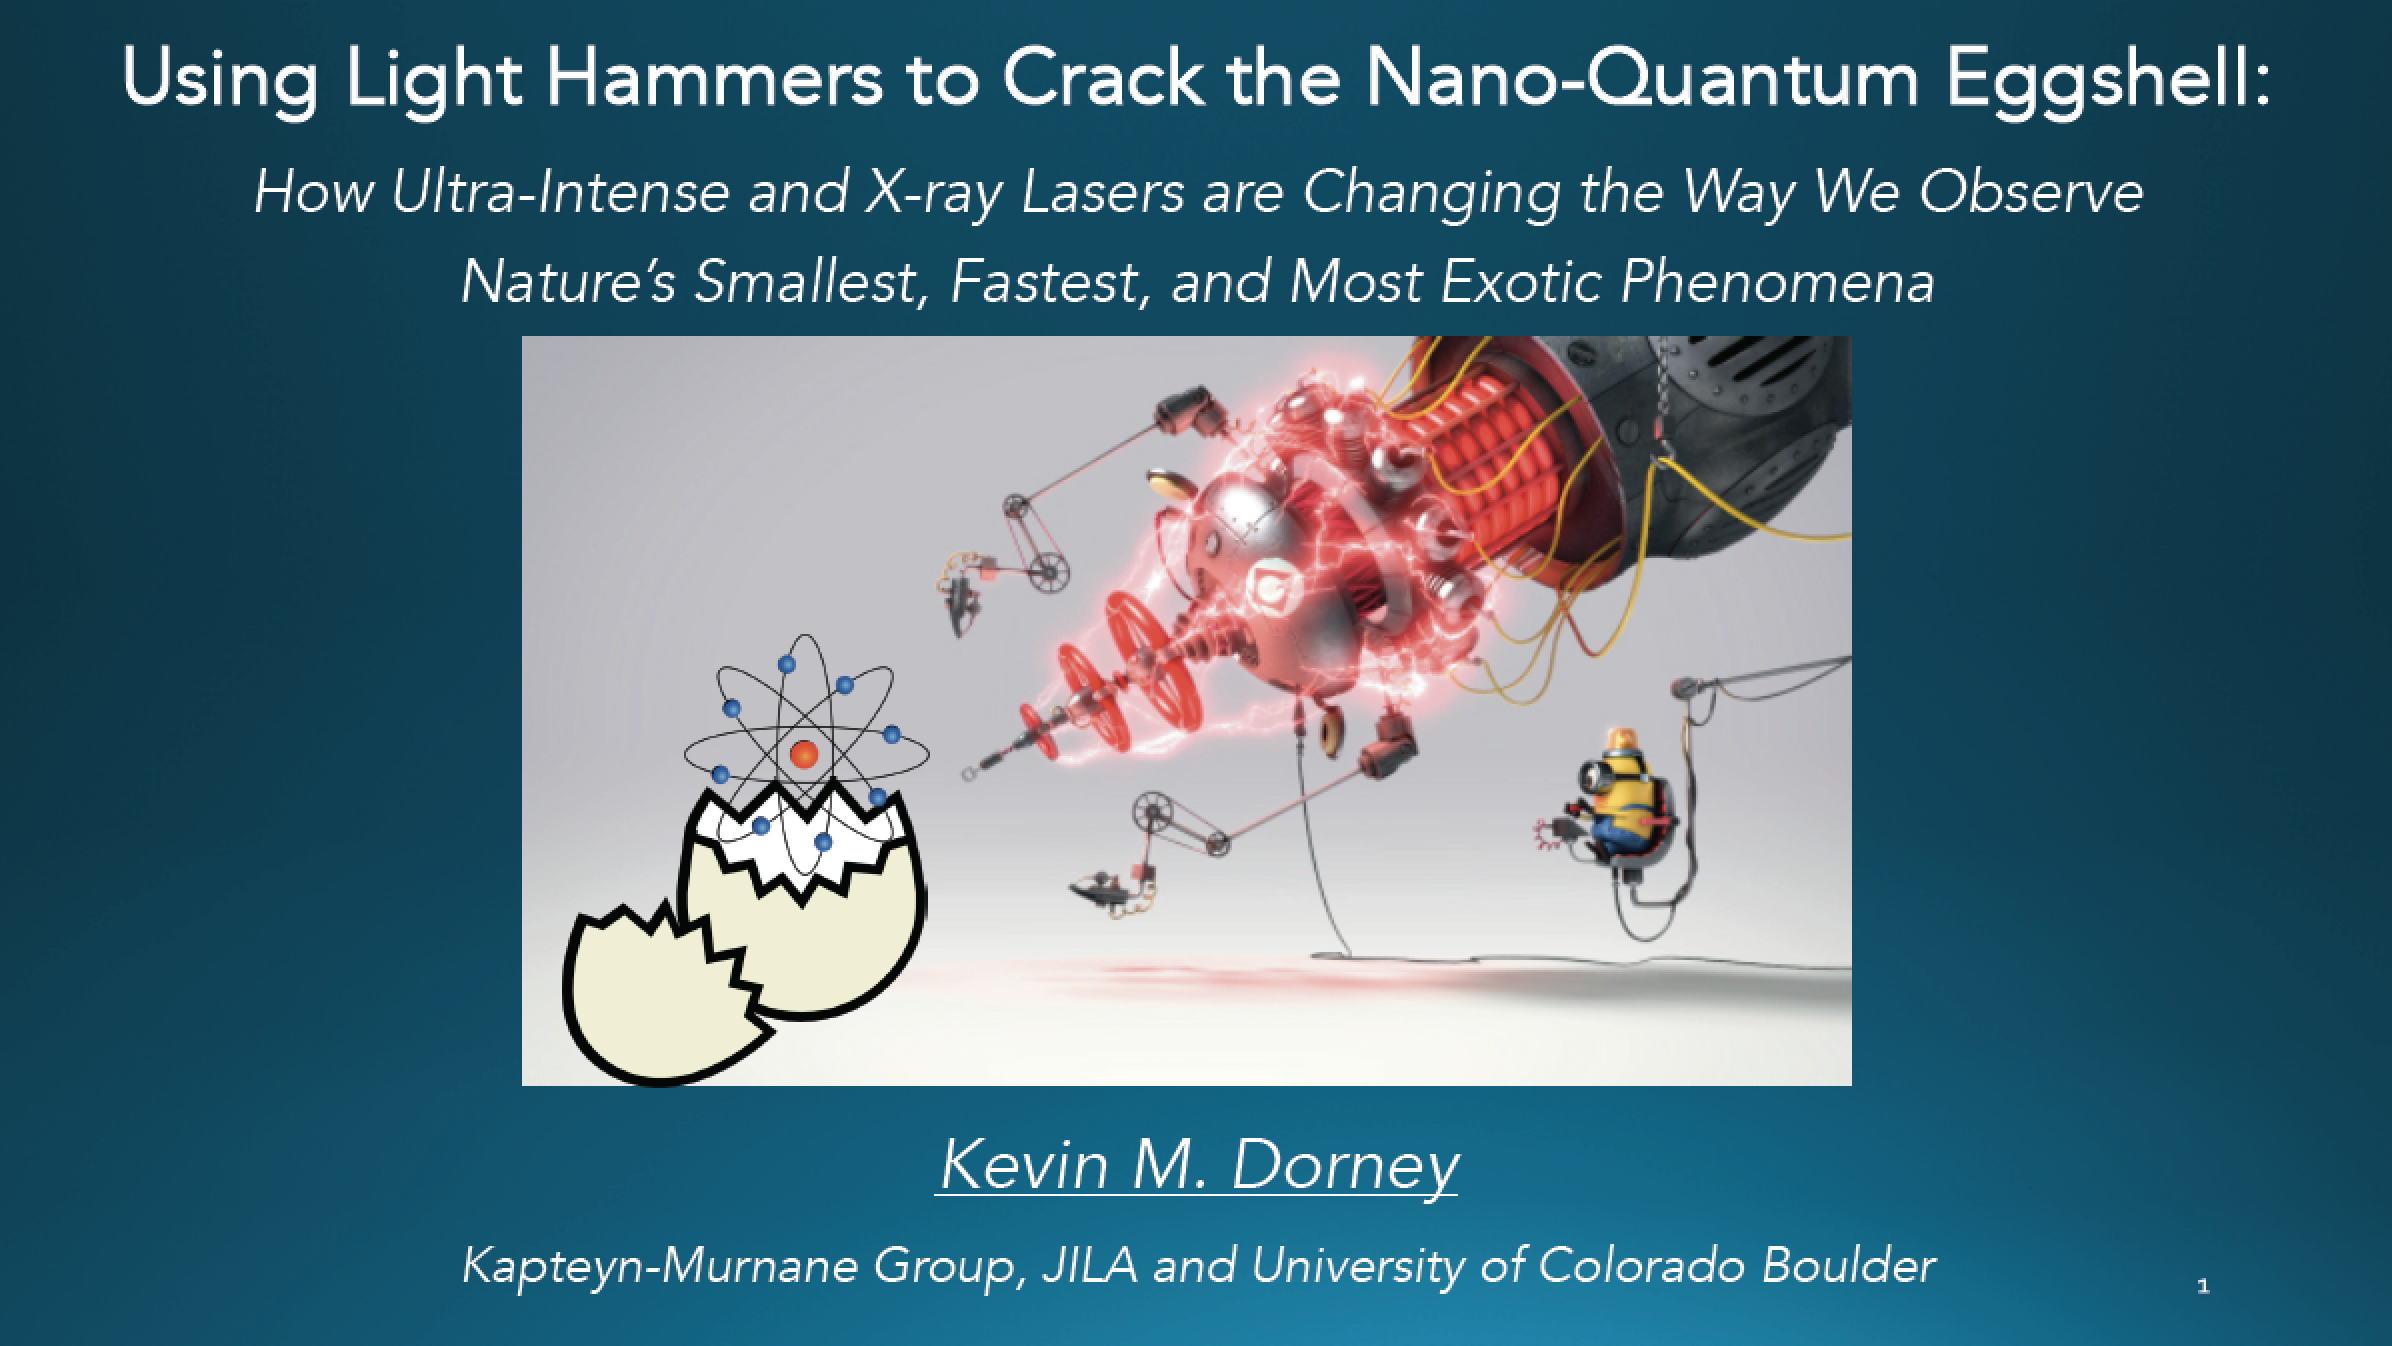 Using Light Hammers to Crack the Nano-Quantum Eggshell:
How Ultra-Intense and X-ray Lasers are Changing the Way We Observe
Nature’s Smallest, Fastest, and Most Exotic Phenomena
Kevin M. Dorney
Kapteyn-Murnane Group, JILA and University of Colorado Boulder
1